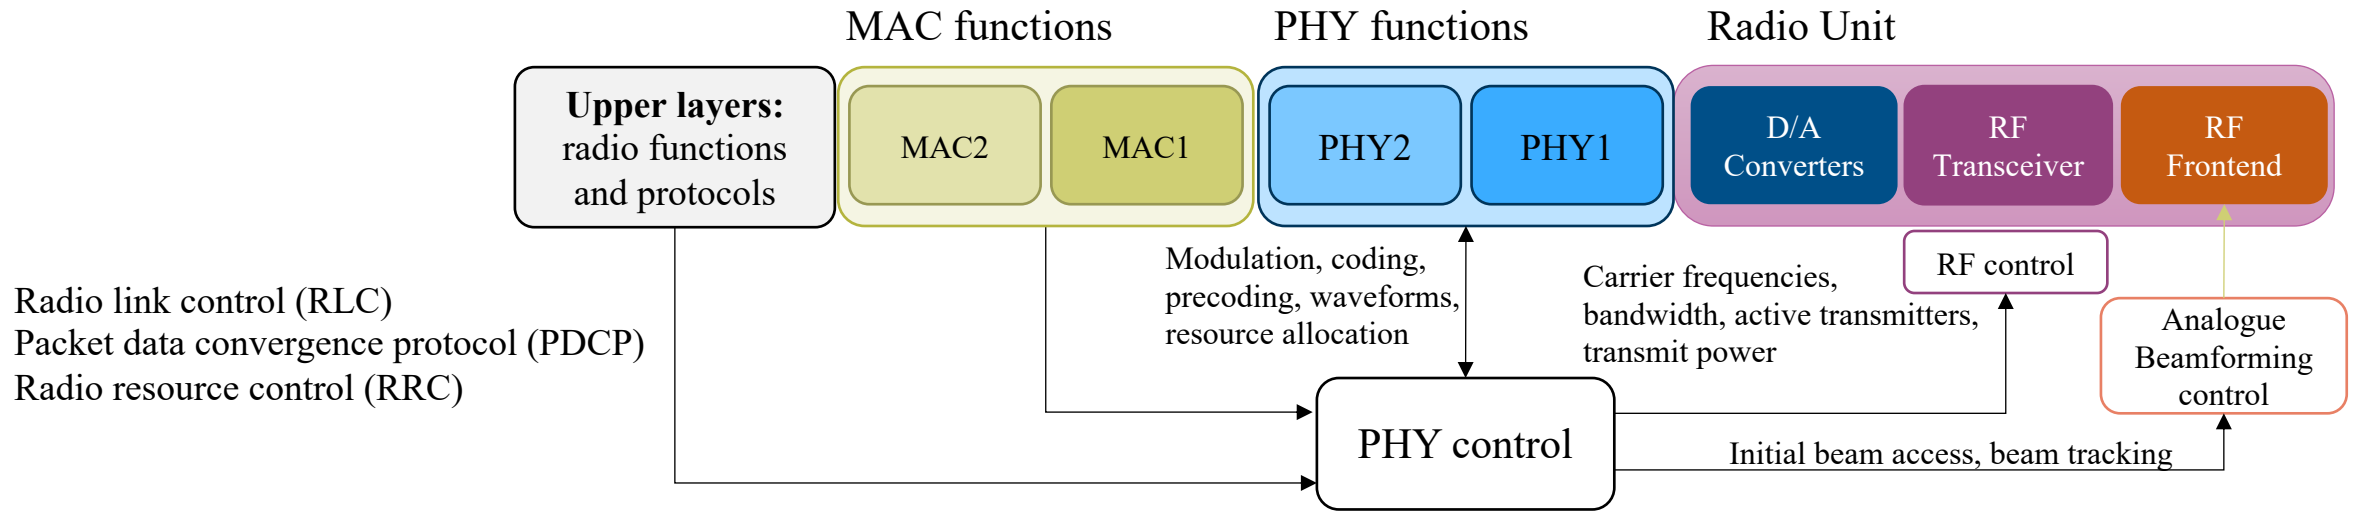 MAC functions
PHY functions
Radio Unit
Upper layers:
radio functions
and protocols
MAC2
MAC1
PHY2
PHY1
D/A
Converters
RF
Transceiver
RF
Frontend
Radio link control (RLC)
Packet data convergence protocol (PDCP)
Radio resource control (RRC)
Modulation, coding,
precoding, waveforms,
resource allocation
Carrier frequencies,
bandwidth, active transmitters,
transmit power
RF control
Analogue
Beamforming
control
PHY control
Initial beam access, beam tracking